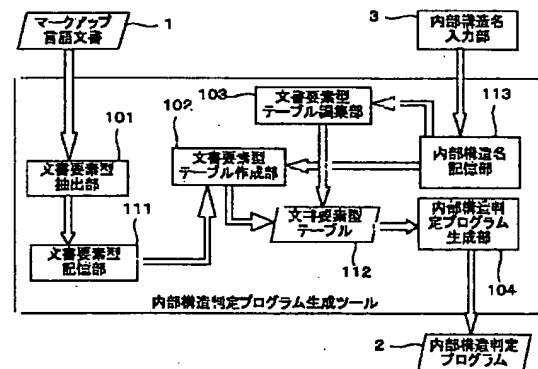 マークアップ
言語文書
1
3
内部構造名
入力部
103
文書要素型
テーブル編集部
113
102
文書要素型
テーブル作成部
内部構造名
記憶部
101
文書要素型
抽出部
111
文書要素型
記憶部
文書要素型
テーブル
112
内部構造判
定プログラム
生成部
104
内部構造判定プログラム生成ツール
2
内部構造判定
プログラム